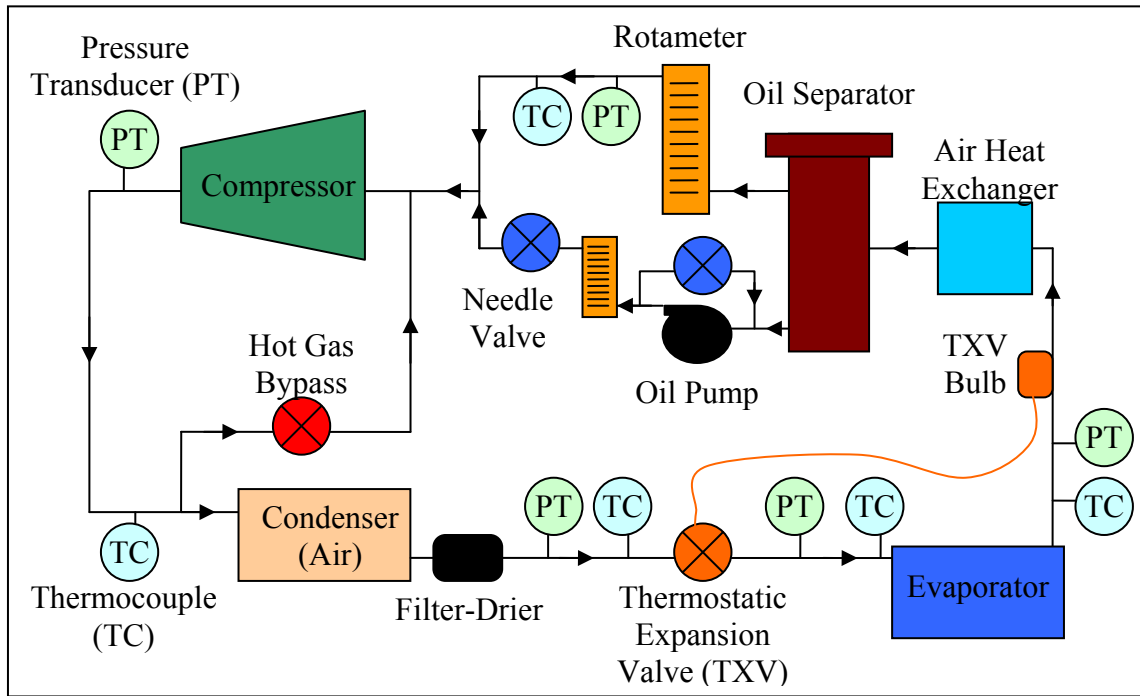 Pressure
Transducer (PT)
PT
Compressor
Rotameter
TC
PT
Oil Separator
Air Heat
Exchanger
Needle
Valve
Oil Pump
TXV
Bulb
Hot Gas
Bypass
PT
TC
Condenser
(Air)
TC
Thermocouple
(TC)
Filter-Drier
PT
TC
Thermostatic
Expansion
Valve (TXV)
PT
TC
Evaporator